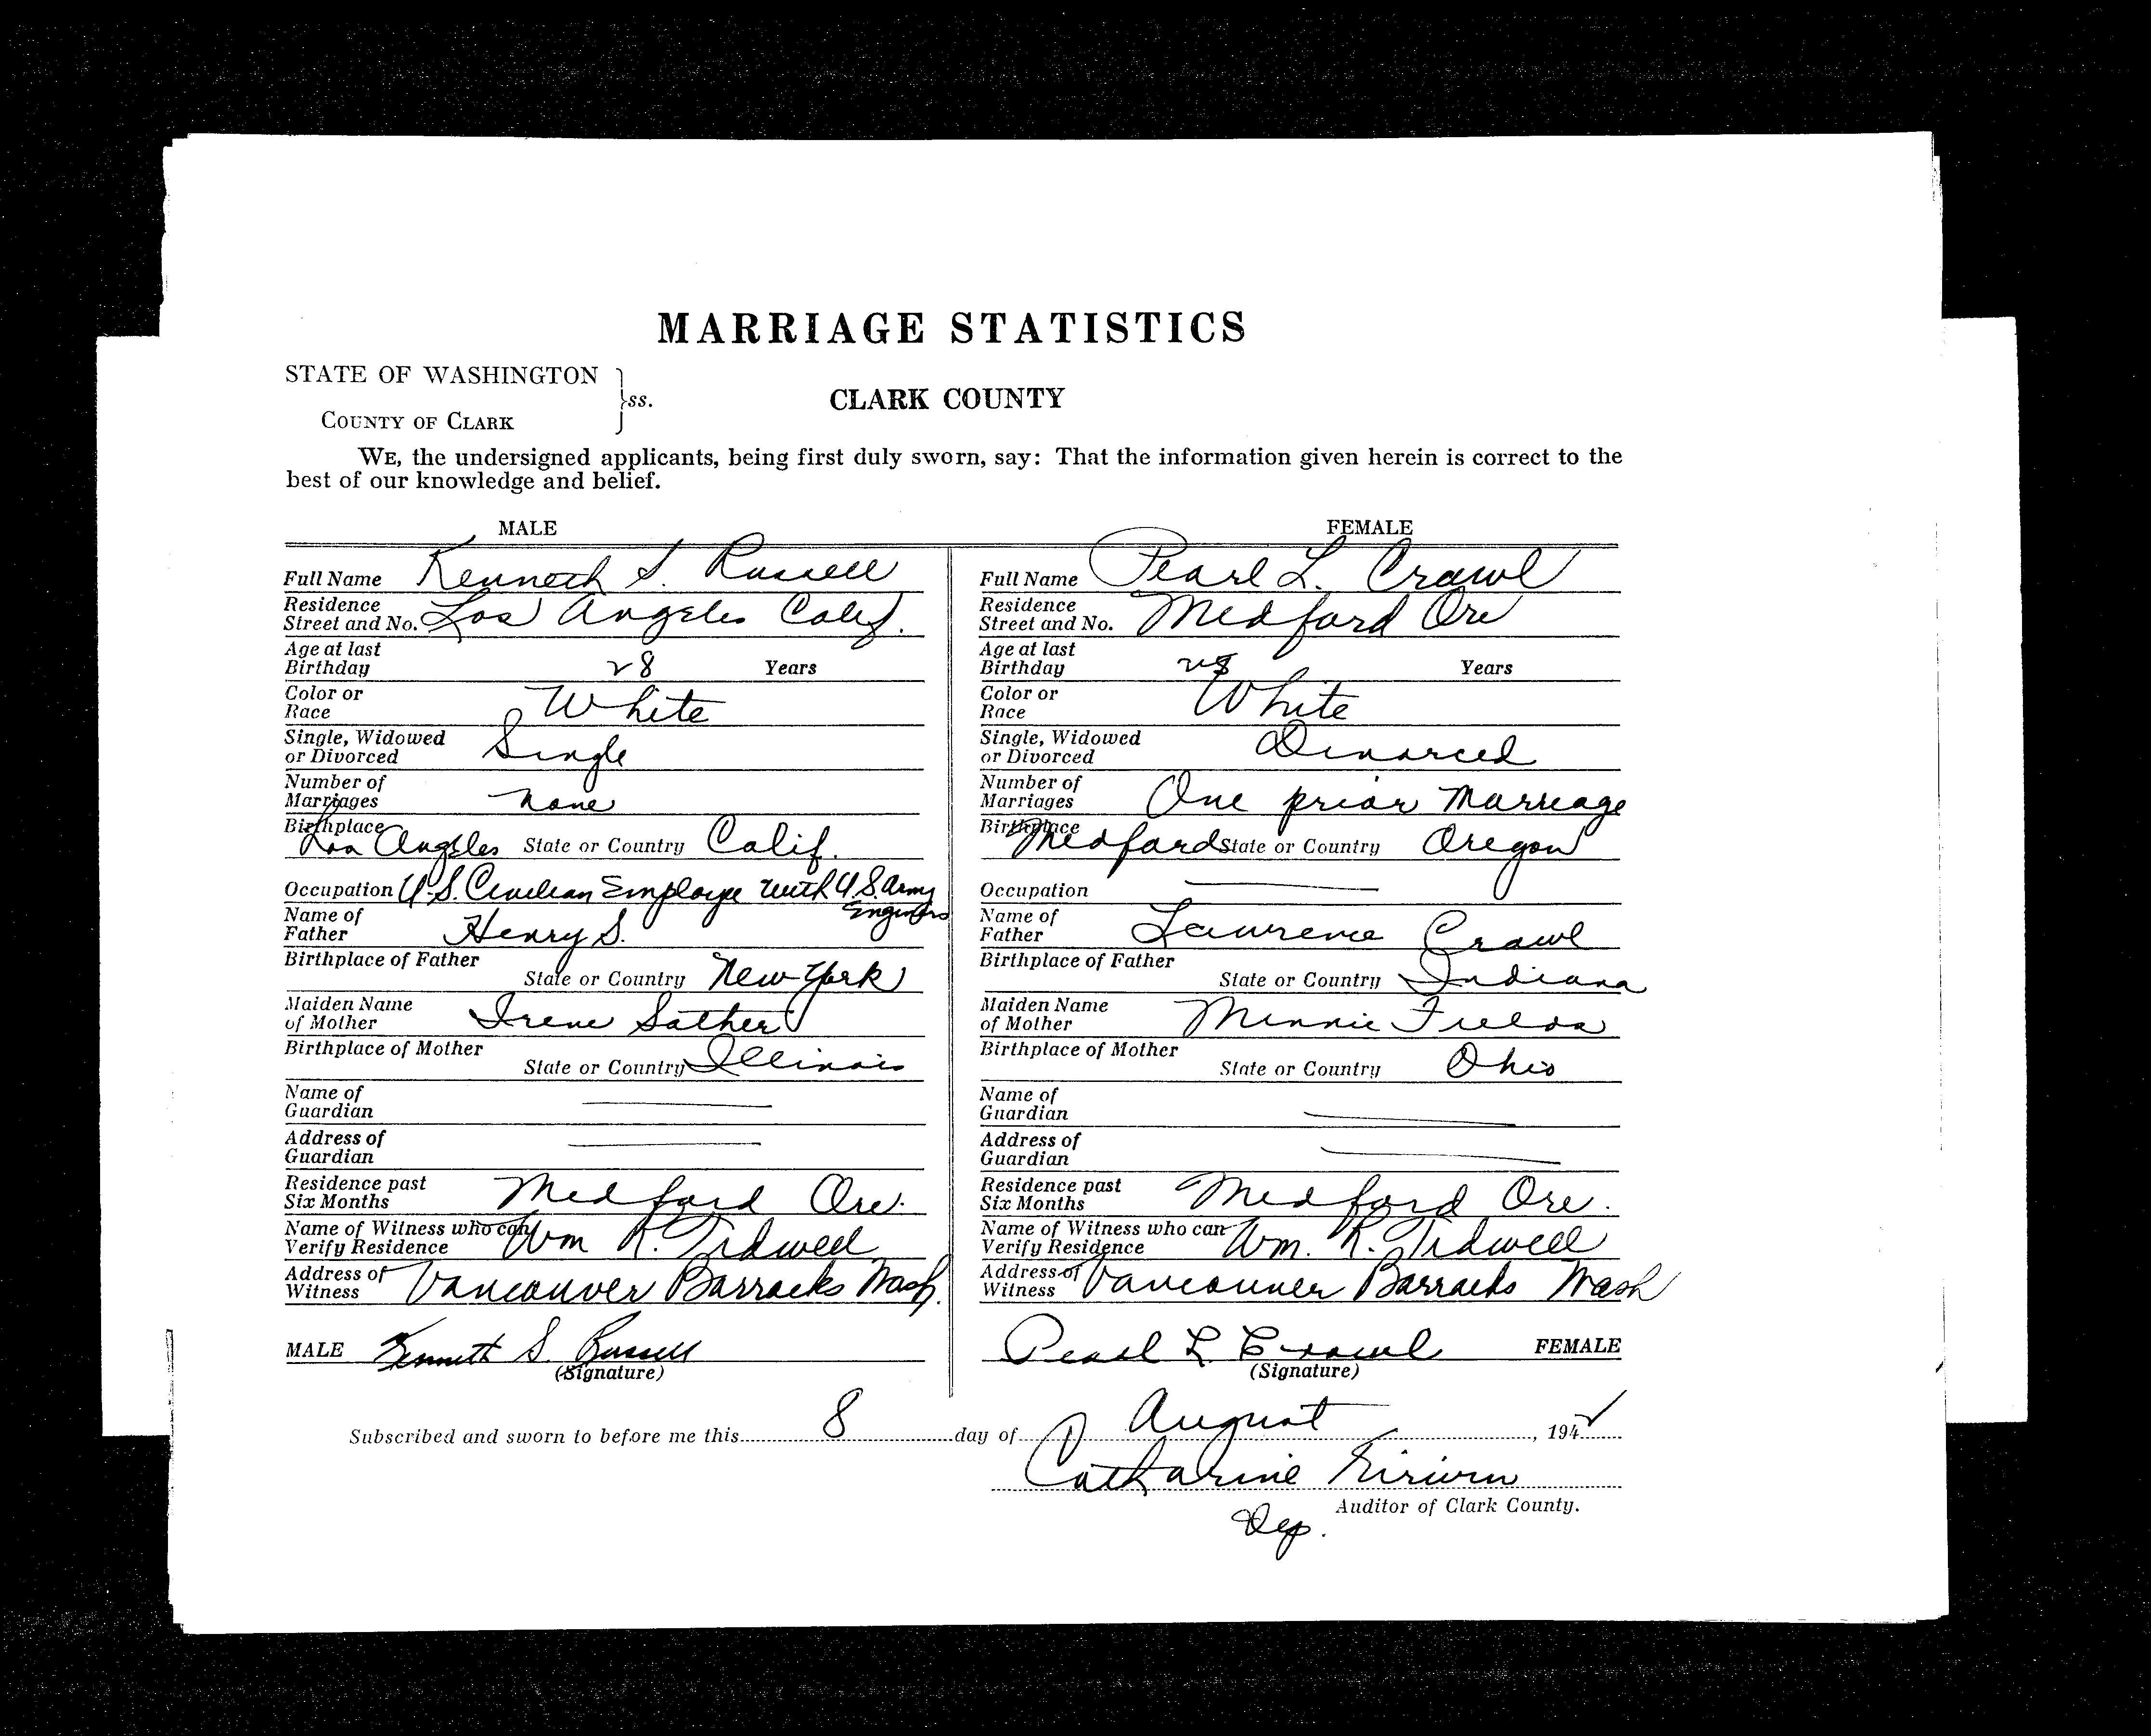 MARRIAGE STATISTICS
STATE OF WASHINGTON
COUNTY OF CLARK
ss.
CLARK COUNTY
WE, the undersigned applicants, being first duly sworn, say: That the information given herein is correct to the
best of our knowledge and belief.
MALE
Full Name Kenneth S. Russell
Residence
Street and No. Los Angeles Calif.
Age at last
Birthday 28 Years
Color or
Race White
Single, Widowed
or Divorced Single
Number of
Marriages none
Birthplace
Los Angeles State or Country Calif.
Occupation U.S. Civilian Employe with U.S. Army
Engineers
Name of
Father Henry S.
Birthplace of Father
State or Country New York
Maiden Name
of Mother Irene Sather
Birthplace of Mother
State or Country Illinois
Name of
Guardian
Address of
Guardian
Residence past
Six Months Medford Ore.
Name of Witness who can
Verify Residence Wm R. Tidwell
Address of
Witness Vancouver Barracks Wash.
MALE Kenneth S. Russell
(Signature)
FEMALE
Full Name Pearl L. Crawl
Residence
Street and No. Medford Ore
Age at last
Birthday 28 Years
Color or
Race White
Single, Widowed
or Divorced Divorced
Number of
Marriages One prior Marriage
Birthplace
Medford State or Country Oregon
Occupation
Name of
Father Lawrence Crawl
Birthplace of Father
State or Country Indiana
Maiden Name
of Mother Minnie
Birthplace of Mother
State or Country Ohio
Name of
Guardian
Address of
Guardian
Residence past
Six Months Medford Ore.
Name of Witness who can
Verify Residence Wm. R. Tidwell
Address of
Witness Vancouver Barracks Wash
Pearl L. Crawl FEMALE
(Signature)
Subscribed and sworn to before me this 8 day of August, 1942
Catharine
Auditor of Clark County.
Dep.